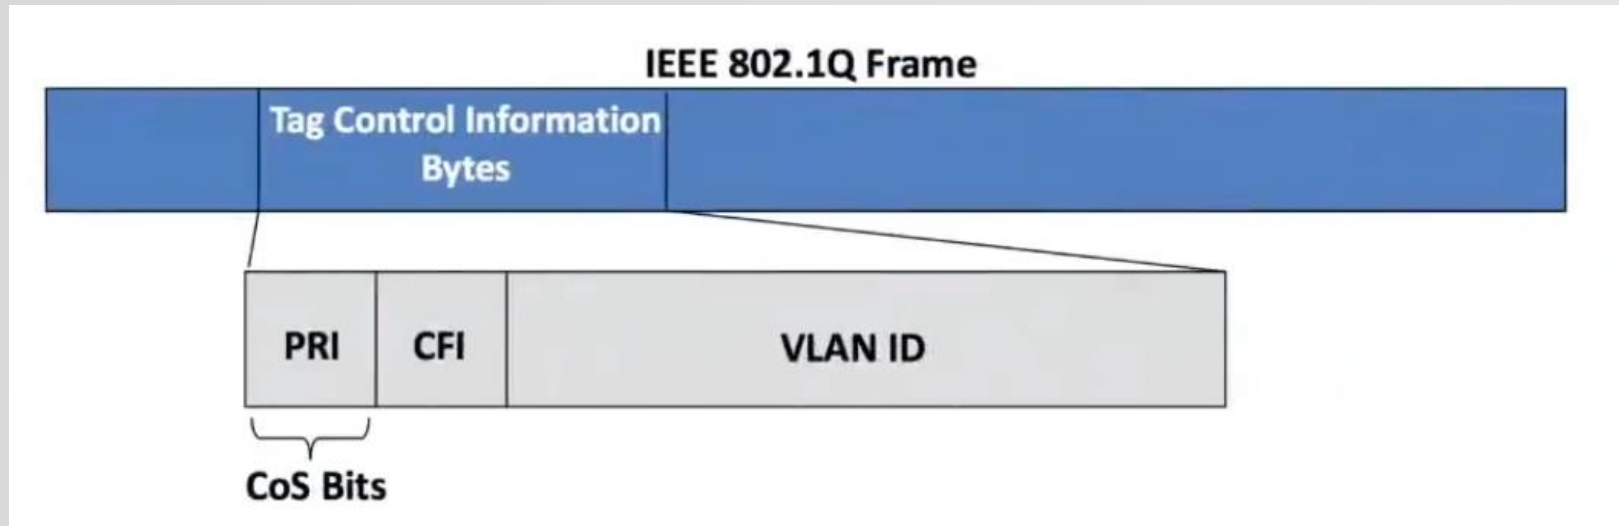 IEEE 802.1Q Frame
Tag Control Information
Bytes
PRI
CFI
VLAN ID
CoS Bits